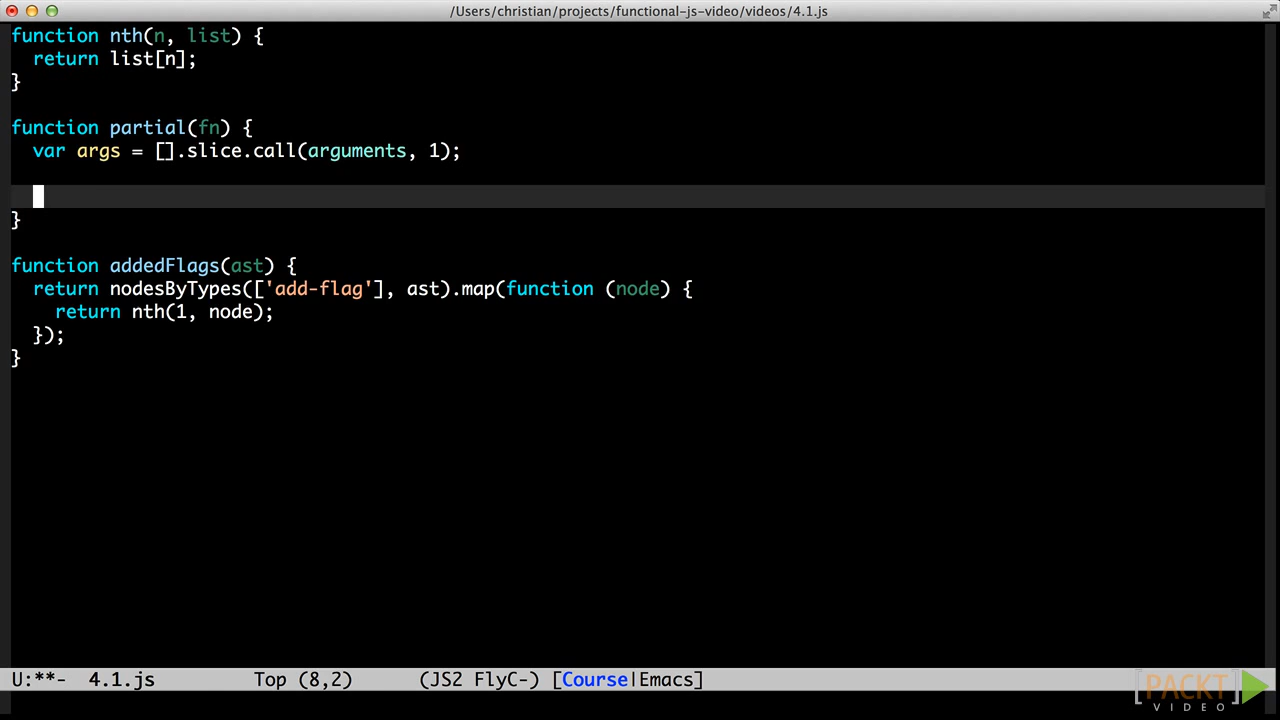 /Users/christian/projects/functional-js-video/videos/4.1.js
function nth(n, list) {
  return list[n];
}
function partial(fn) {
  var args = [].slice.call(arguments, 1);
}
function addedFlags(ast) {
  return nodesByTypes(['add-flag'], ast).map(function (node) {
    return nth(1, node);
  });
}
U:**-  4.1.js         Top (8,2)      (JS2 FlyC-) [Course|Emacs]
[PACKT]
VIDEO